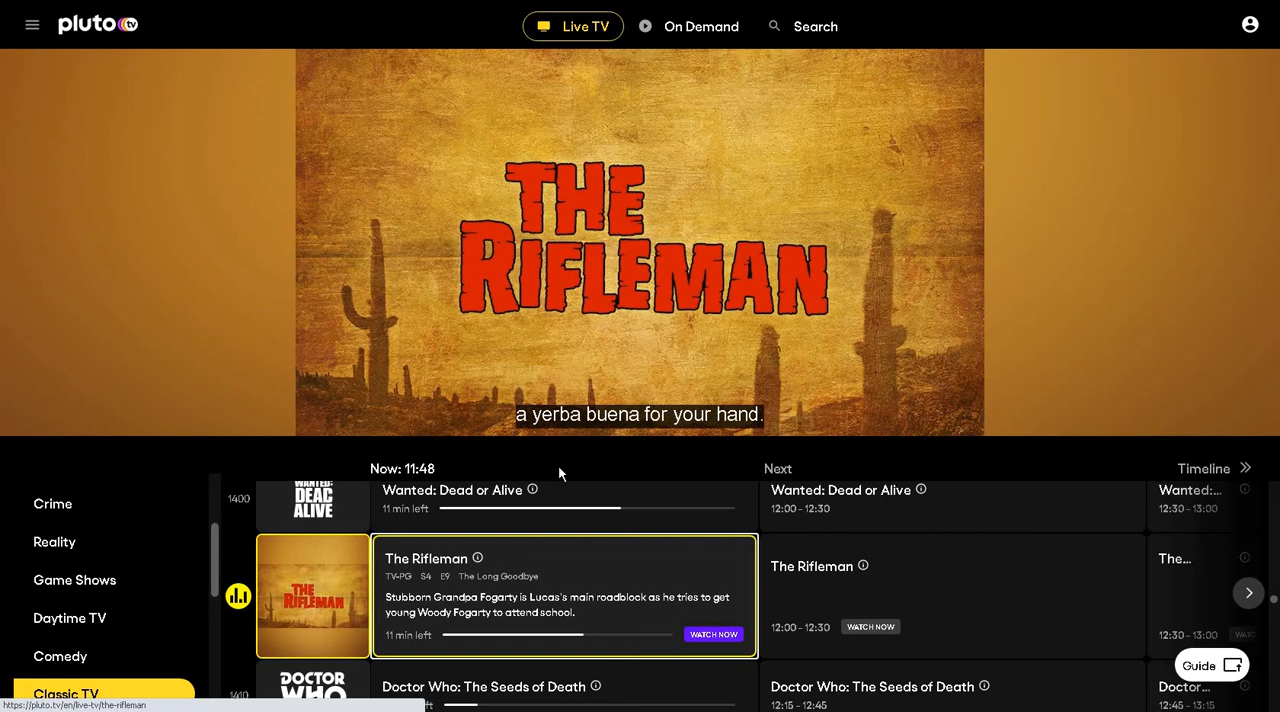 pluto tv
Live TV
On Demand
Search
THE
RIFLEMAN
a yerba buena for your hand.
Now: 11:48
Next
Timeline
Crime
Reality
Game Shows
Daytime TV
Comedy
Classic TV
1400
WANTED:
DEAD
ALIVE
Wanted: Dead or Alive
11 min left
Wanted: Dead or Alive
12:00 - 12:30
Wanted:...
12:30 - 13:00
THE
RIFLEMAN
The Rifleman
TV-PG S4 E9 The Long Goodbye
Stubborn Grandpa Fogarty is Lucas's main roadblock as he tries to get
young Woody Fogarty to attend school.
11 min left
WATCH NOW
The Rifleman
12:00 - 12:30
WATCH NOW
The...
12:30 - 13:00
WATC
Guide
1410
DOCTOR
WHO
Doctor Who: The Seeds of Death
ft
Doctor Who: The Seeds of Death
12:15 - 12:45
Doctor...
12:45 - 13:15
https://pluto.tv/en/live-tv/the-rifleman